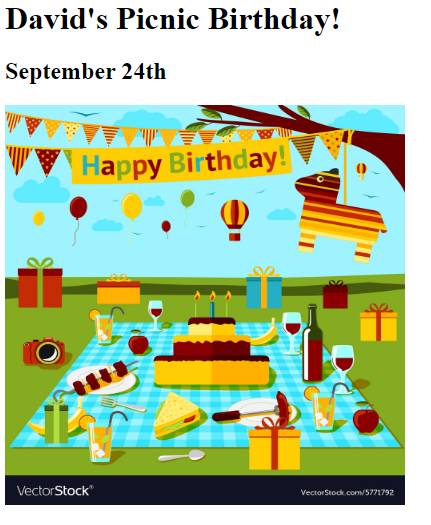 David's Picnic Birthday!
September 24th
Happy Birthday!
VectorStock®
VectorStock.com/5771792